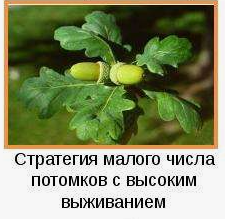 Стратегия малого числа
потомков с высоким
выживанием